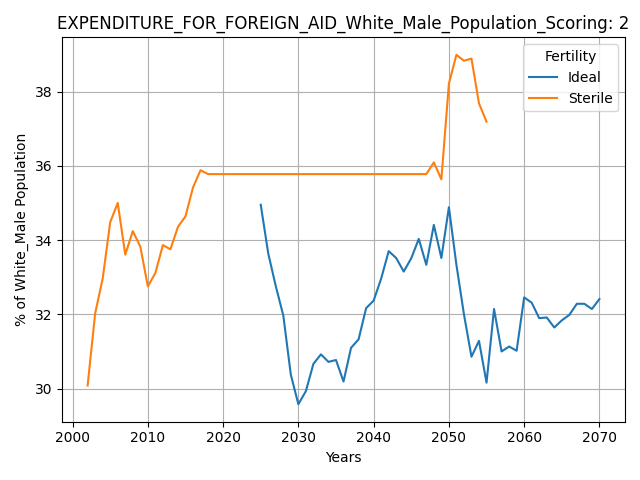 EXPENDITURE_FOR_FOREIGN_AID_White_Male_Population_Scoring: 2
Fertility
Ideal
Sterile
38
36
34
32
30
% of White_Male Population
2000 2010 2020 2030 2040 2050 2060 2070
Years